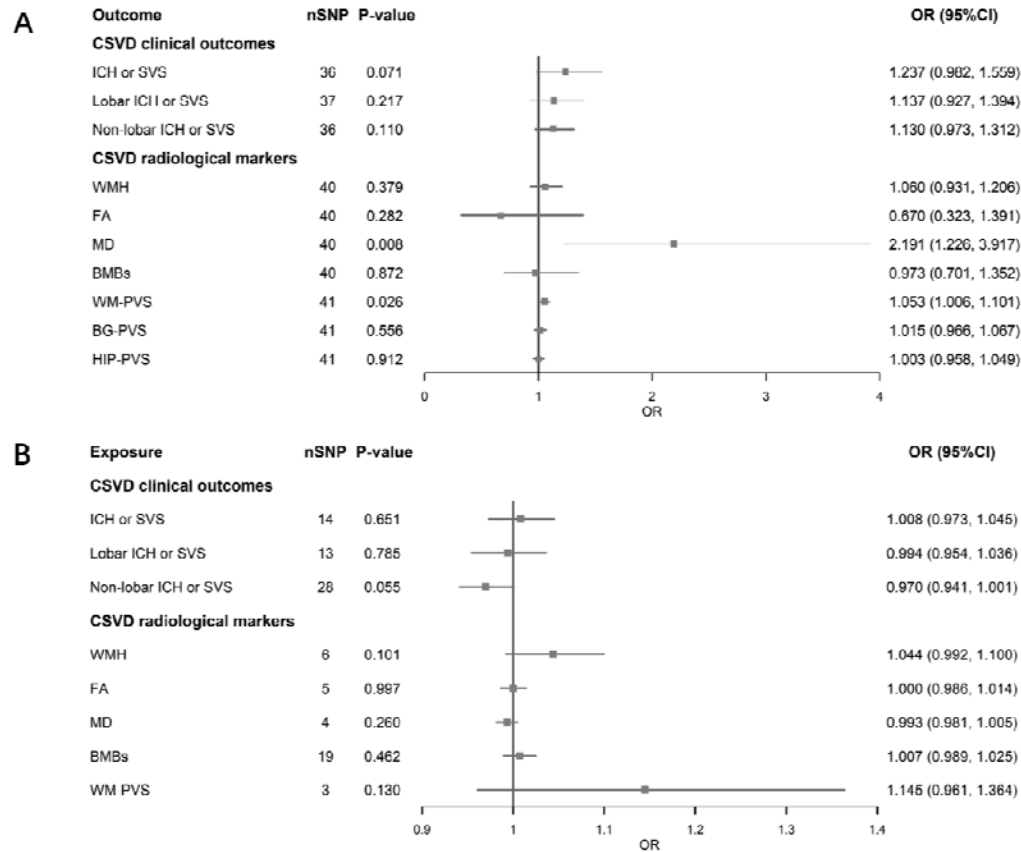 A
Outcome nSNP P-value OR (95%CI)
CSVD clinical outcomes
ICH or SVS 36 0.071 1.237 (0.982, 1.559)
Lobar ICH or SVS 37 0.217 1.137 (0.927, 1.394)
Non-lobar ICH or SVS 36 0.110 1.130 (0.973, 1.312)
CSVD radiological markers
WMH 40 0.379 1.060 (0.931, 1.206)
FA 40 0.282 0.670 (0.323, 1.391)
MD 40 0.008 2.191 (1.226, 3.917)
BMBs 40 0.872 0.973 (0.701, 1.352)
WM-PVS 41 0.026 1.053 (1.006, 1.101)
BG-PVS 41 0.556 1.015 (0.966, 1.067)
HIP-PVS 41 0.912 1.003 (0.958, 1.049)
0 1 2 3 4
OR
B
Exposure nSNP P-value OR (95%CI)
CSVD clinical outcomes
ICH or SVS 14 0.651 1.008 (0.973, 1.045)
Lobar ICH or SVS 13 0.785 0.994 (0.954, 1.036)
Non-lobar ICH or SVS 28 0.055 0.970 (0.941, 1.001)
CSVD radiological markers
WMH 6 0.101 1.044 (0.992, 1.100)
FA 5 0.997 1.000 (0.986, 1.014)
MD 4 0.260 0.993 (0.981, 1.005)
BMBs 19 0.462 1.007 (0.989, 1.025)
WM PVS 3 0.130 1.145 (0.961, 1.364)
0.9 1 1.1 1.2 1.3 1.4
OR